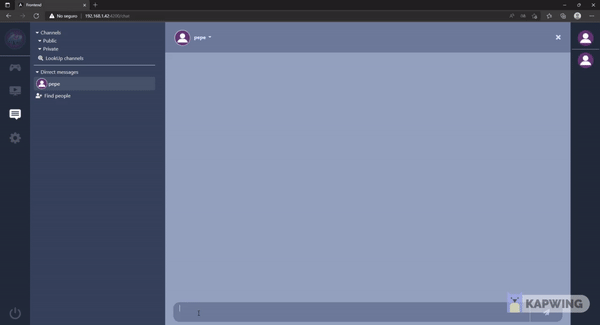 Frontend
No seguro
192.168.1.42:4200/chat
Channels
Public
Private
LookUp channels
Direct messages
pepe
Find people
pepe
KAPWING